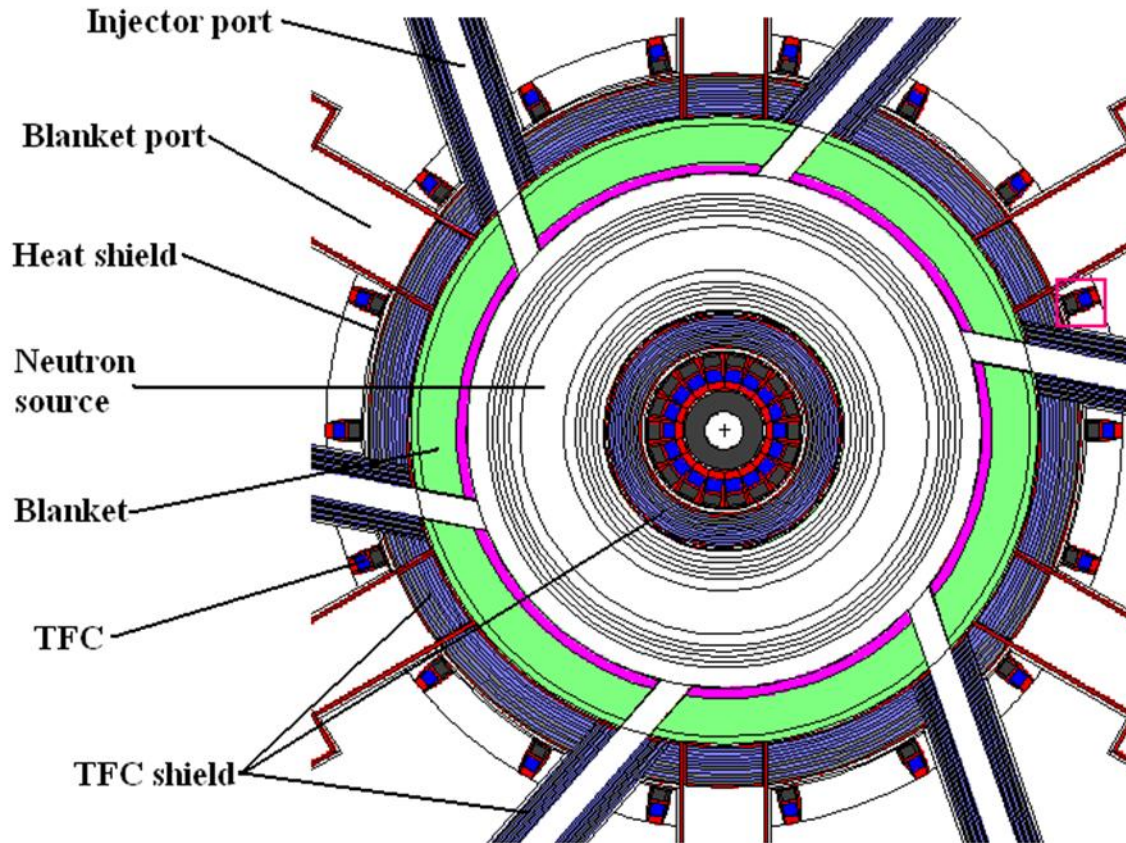 Injector port
Blanket port
Heat shield
Neutron
source
Blanket
TFC
TFC shield